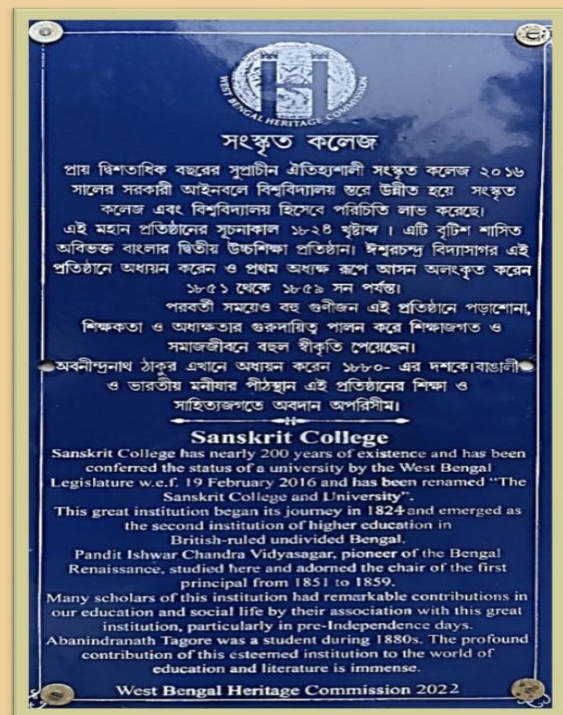 WEST BENGAL HERITAGE COMMISSION
সংস্কৃত কলেজ
প্রায় দ্বিশতাধিক বছরের সুপ্রাচীন ঐতিহ্যশালী সংস্কৃত কলেজ ২০১৬
সালের সরকারী আইনবলে বিশ্ববিদ্যালয় স্তরে উন্নীত হয়ে সংস্কৃত
কলেজ এবং বিশ্ববিদ্যালয় হিসেবে পরিচিতি লাভ করেছে।
এই মহান প্রতিষ্ঠানের সূচনাকাল ১৮২৪ খৃষ্টাব্দ । এটি বৃটিশ শাসিত
অবিভক্ত বাংলার দ্বিতীয় উচ্চশিক্ষা প্রতিষ্ঠান। ঈশ্বরচন্দ্র বিদ্যাসাগর এই
প্রতিষ্ঠানে অধ্যয়ন করেন ও প্রথম অধ্যক্ষ রূপে আসন অলংকৃত করেন
১৮৫১ থেকে ১৮৫৯ সন পর্যন্ত।
পরবর্তী সময়েও বহু গুণীজন এই প্রতিষ্ঠানে পড়াশোনা,
শিক্ষকতা ও অধ্যক্ষতার গুরুদায়িত্ব পালন করে শিক্ষাজগত ও
সমাজজীবনে বহুল স্বীকৃতি পেয়েছেন।
অবনীন্দ্রনাথ ঠাকুর এখানে অধ্যয়ন করেন ১৮৮০- এর দশকে।বাঙালী
ও ভারতীয় মনীষার পীঠস্থান এই প্রতিষ্ঠানের শিক্ষা ও
সাহিত্যজগতে অবদান অপরিসীম।
Sanskrit College
Sanskrit College has nearly 200 years of existence and has been
conferred the status of a university by the West Bengal
Legislature w.e.f. 19 February 2016 and has been renamed “The
Sanskrit College and University”.
This great institution began its journey in 1824 and emerged as
the second institution of higher education in
British-ruled undivided Bengal.
Pandit Ishwar Chandra Vidyasagar, pioneer of the Bengal
Renaissance, studied here and adorned the chair of the first
principal from 1851 to 1859.
Many scholars of this institution had remarkable contributions in
our education and social life by their association with this great
institution, particularly in pre-Independence days.
Abanindranath Tagore was a student during 1880s. The profound
contribution of this esteemed institution to the world of
education and literature is immense.
West Bengal Heritage Commission 2022